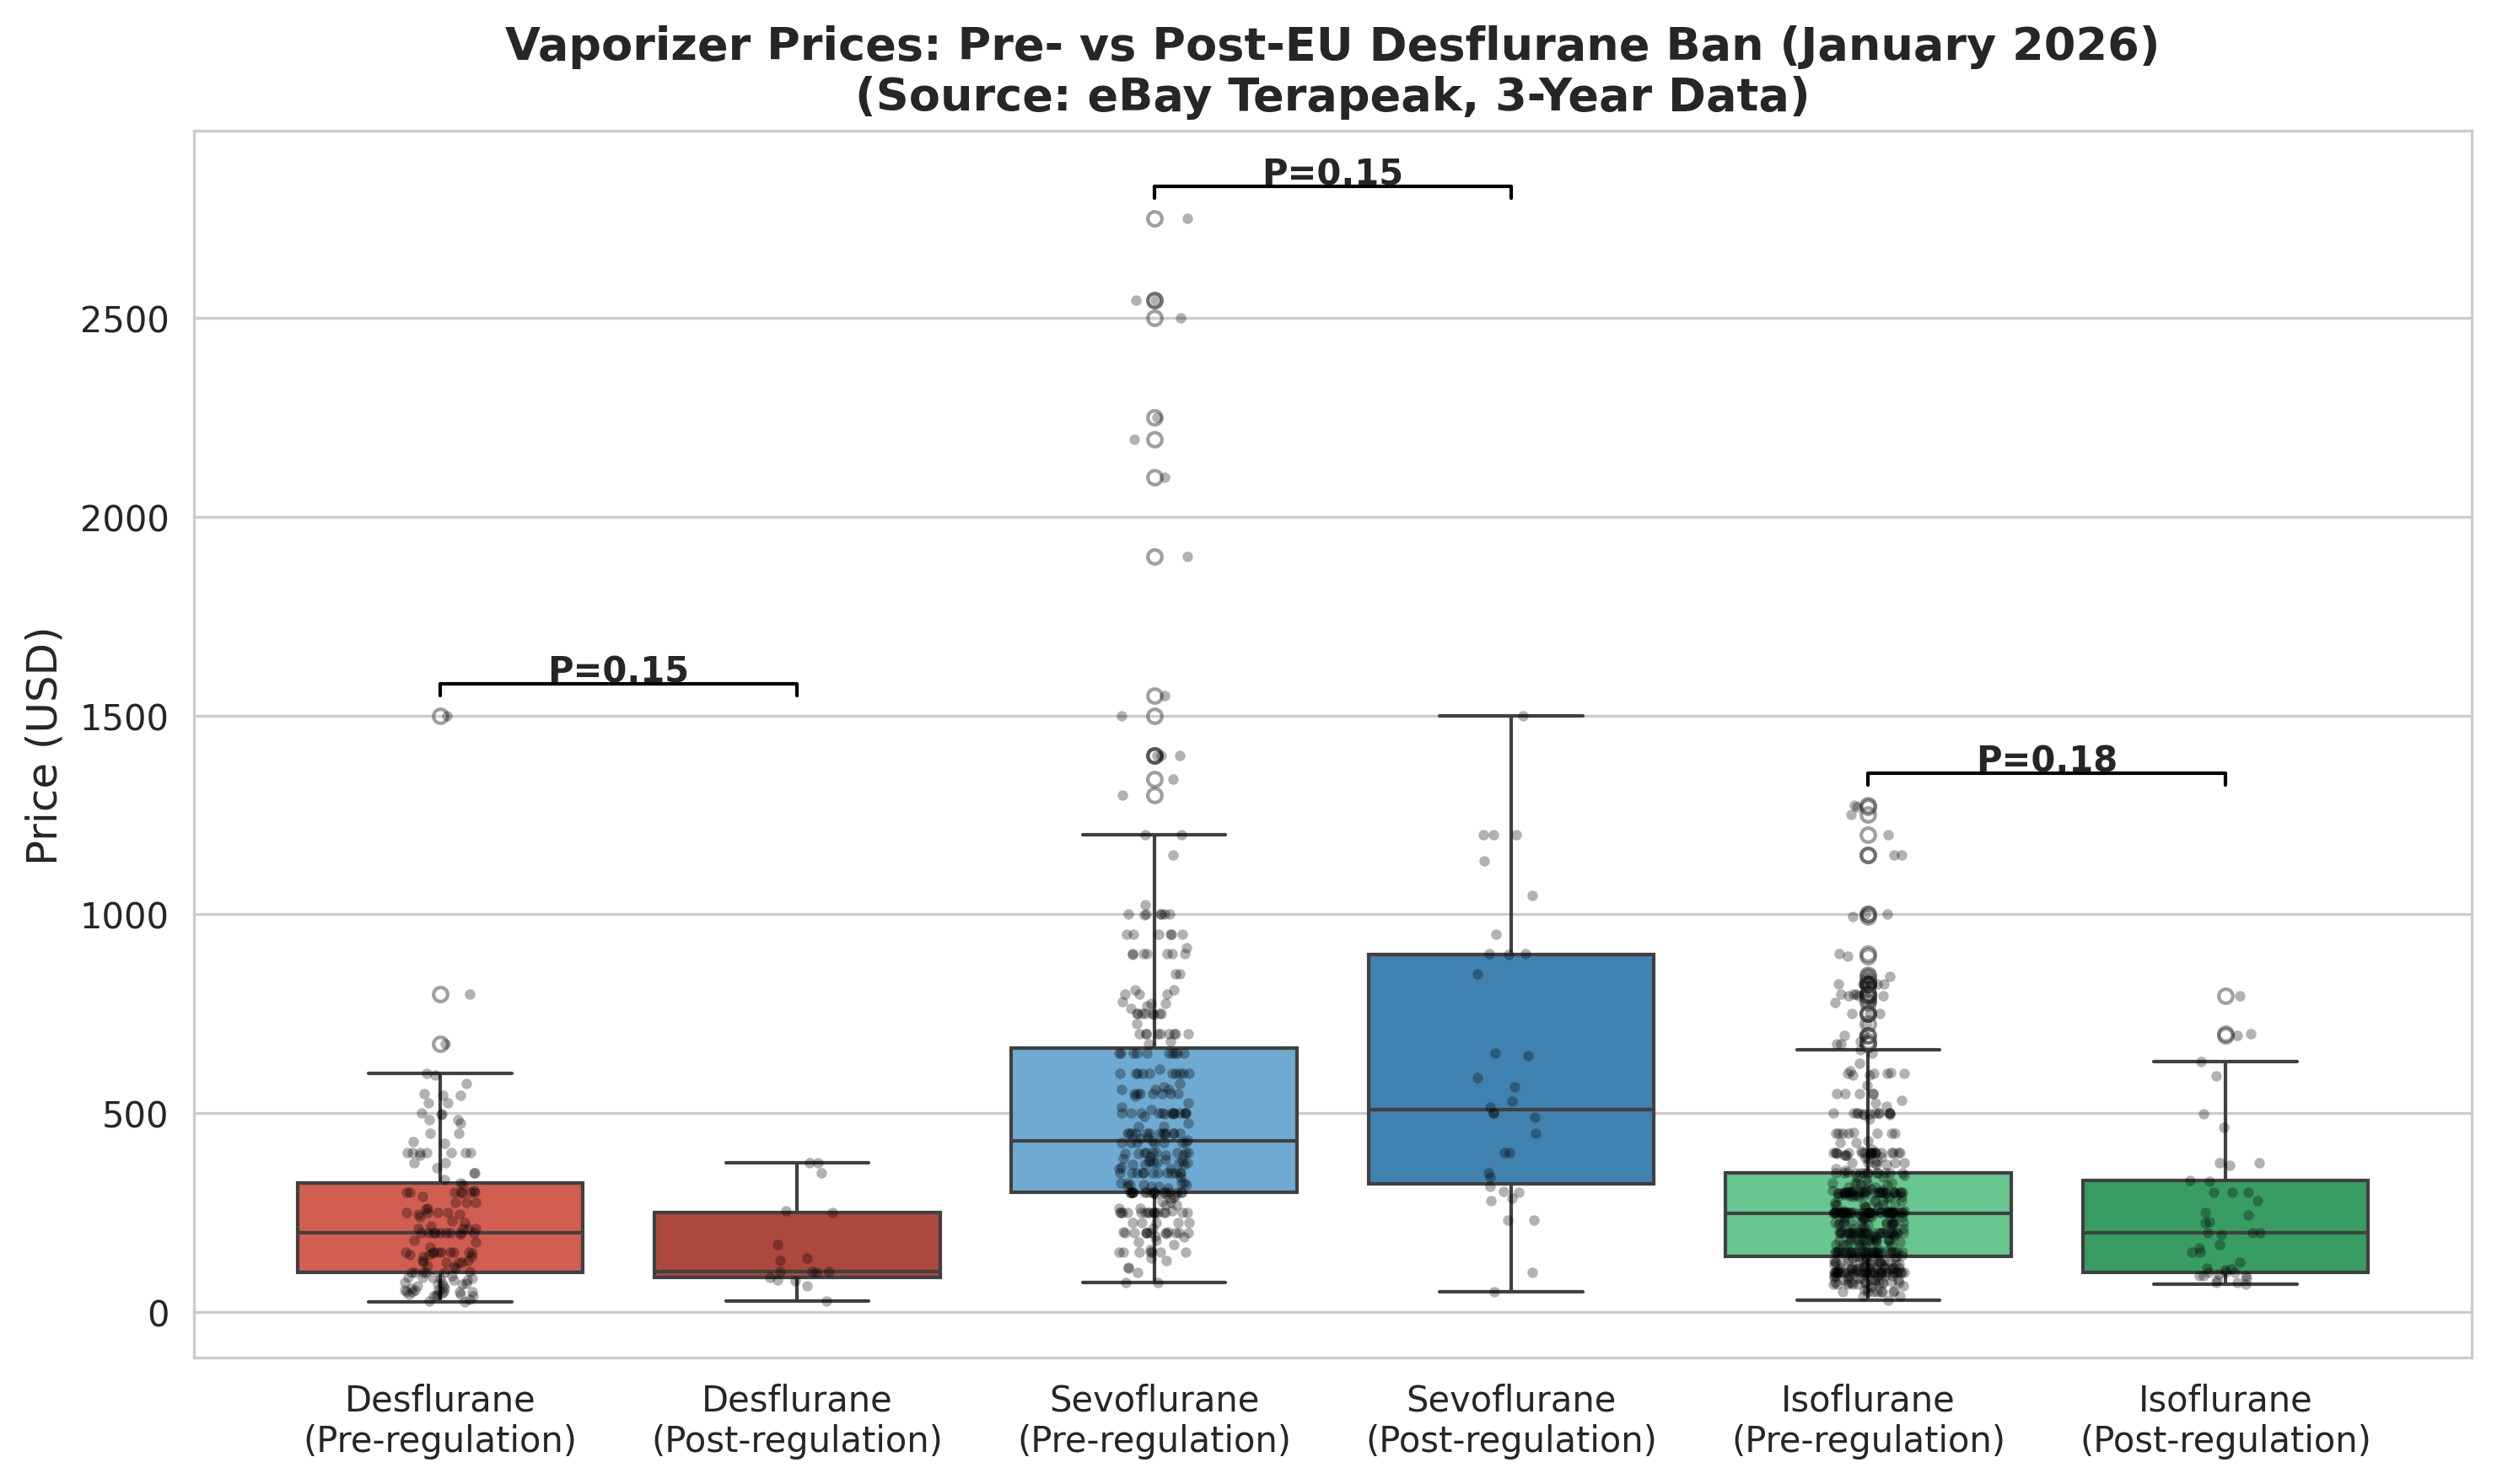 Vaporizer Prices: Pre- vs Post-EU Desflurane Ban (January 2026)
(Source: eBay Terapeak, 3-Year Data)
P=0.15
P=0.15
P=0.18
Price (USD)
2500
2000
1500
1000
500
0
Desflurane
(Pre-regulation)
Desflurane
(Post-regulation)
Sevoflurane
(Pre-regulation)
Sevoflurane
(Post-regulation)
Isoflurane
(Pre-regulation)
Isoflurane
(Post-regulation)